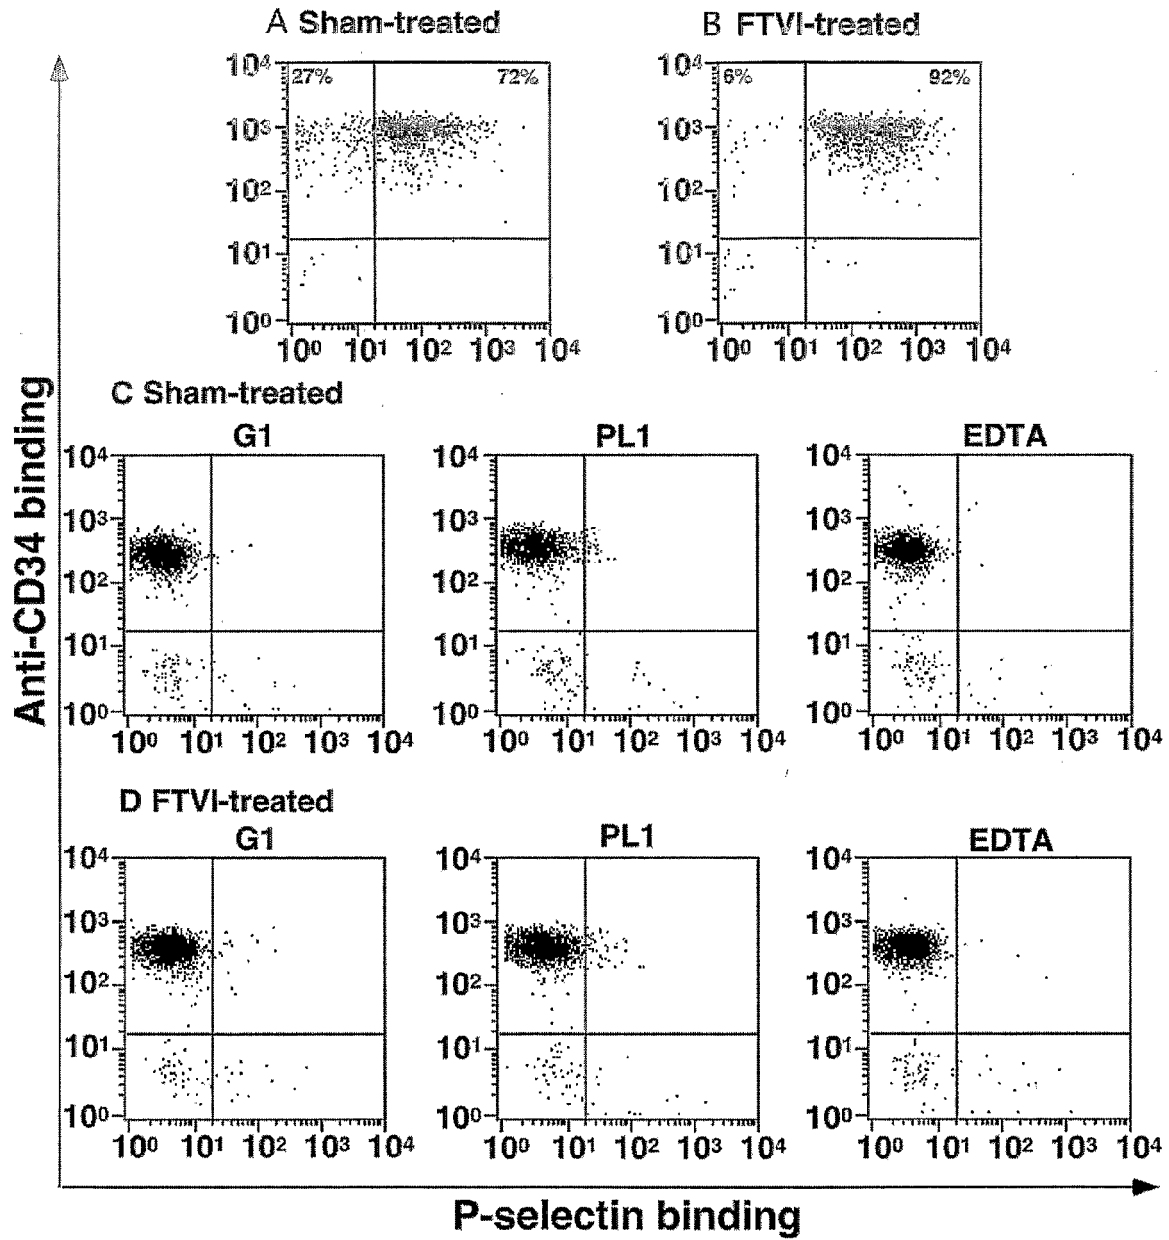 A Sham-treated
B FTVI-treated
10⁴
27%
72%
10³
10²
10¹
10⁰
10⁰ 10¹ 10² 10³ 10⁴
10⁴
6%
92%
10³
10²
10¹
10⁰
10⁰ 10¹ 10² 10³ 10⁴
Anti-CD34 binding
C Sham-treated
G1
10⁴
10³
10²
10¹
10⁰
10⁰ 10¹ 10² 10³ 10⁴
PL1
10⁴
10³
10²
10¹
10⁰
10⁰ 10¹ 10² 10³ 10⁴
EDTA
10⁴
10³
10²
10¹
10⁰
10⁰ 10¹ 10² 10³ 10⁴
D FTVI-treated
G1
10⁴
10³
10²
10¹
10⁰
10⁰ 10¹ 10² 10³ 10⁴
PL1
10⁴
10³
10²
10¹
10⁰
10⁰ 10¹ 10² 10³ 10⁴
EDTA
10⁴
10³
10²
10¹
10⁰
10⁰ 10¹ 10² 10³ 10⁴
P-selectin binding